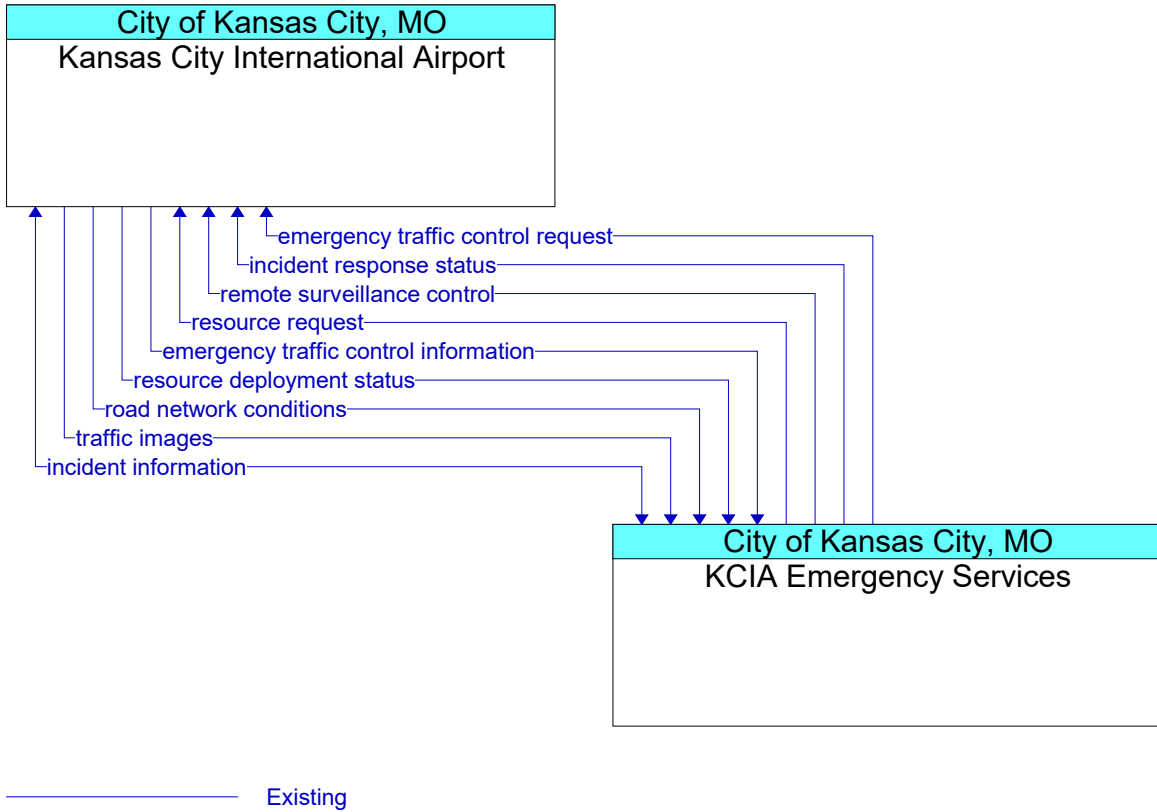 City of Kansas City, MO
Kansas City International Airport
emergency traffic control request
incident response status
remote surveillance control
resource request
emergency traffic control information
resource deployment status
road network conditions
traffic images
incident information
City of Kansas City, MO
KCIA Emergency Services
Existing